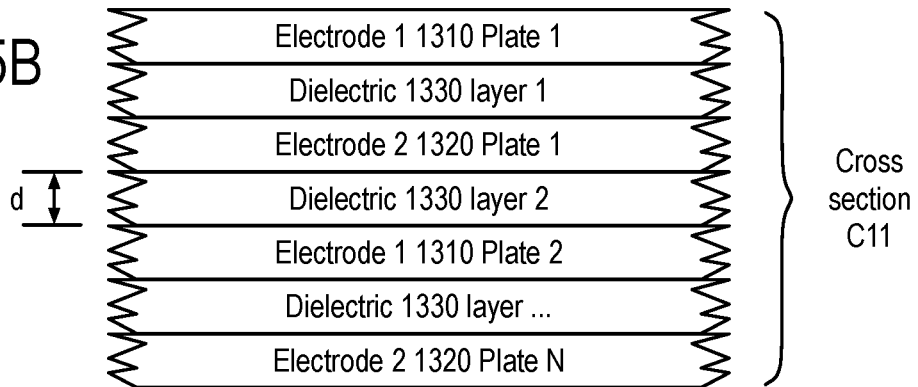 5B
Electrode 1 1310 Plate 1
Dielectric 1330 layer 1
Electrode 2 1320 Plate 1
d
Dielectric 1330 layer 2
Electrode 1 1310 Plate 2
Dielectric 1330 layer ...
Electrode 2 1320 Plate N
Cross
section
C11